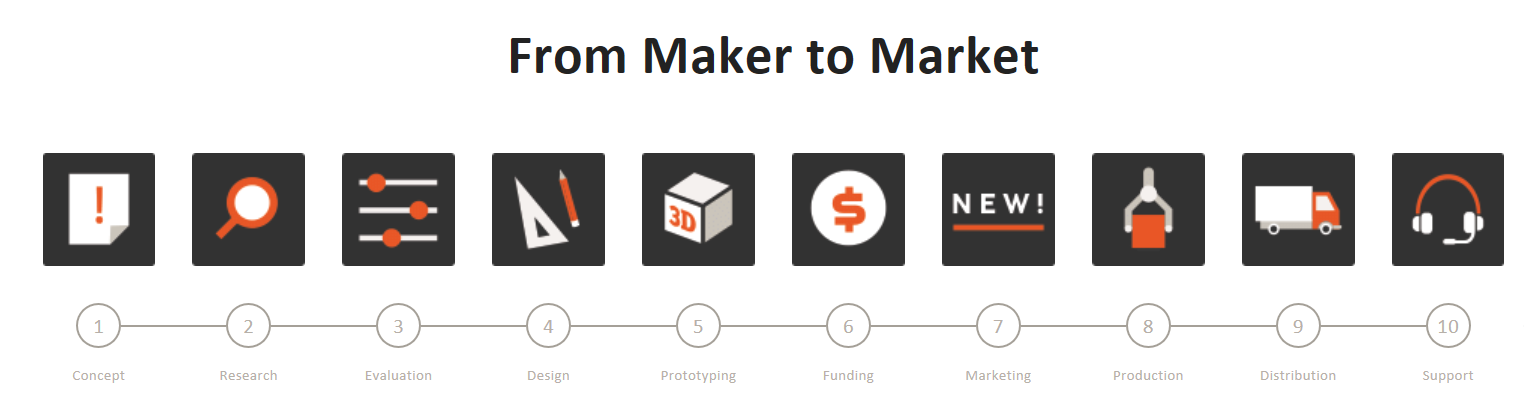 From Maker to Market
!
3D
$
NEW!
1 2 3 4 5 6 7 8 9 10
Concept Research Evaluation Design Prototyping Funding Marketing Production Distribution Support